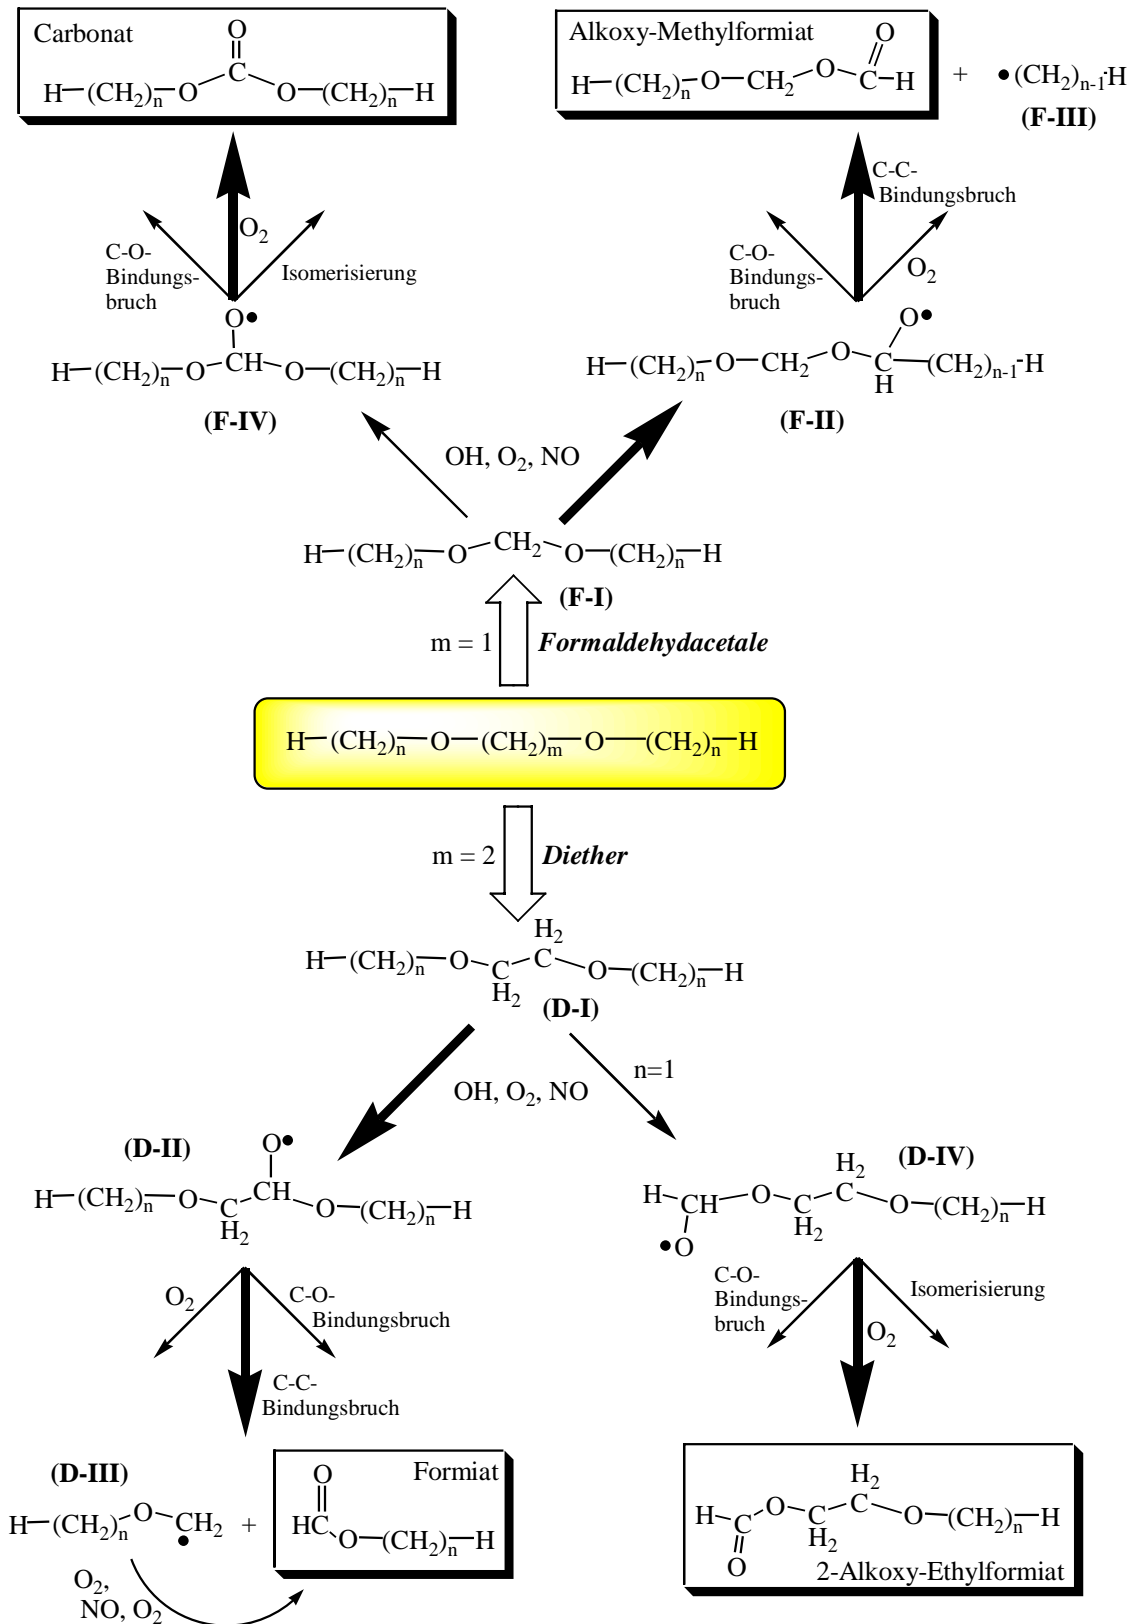 Carbonat
O
C
H–(CH2)n–O O–(CH2)n–H
Alkoxy-Methylformiat
O
H–(CH2)n–O–CH2–O–C–H
+ •(CH2)n-1-H
(F-III)
C-O-
Bindungs-
bruch
O2
Isomerisierung
C-C-
Bindungsbruch
C-O-
Bindungs-
bruch
O2
O•
H–(CH2)n–O–CH–O–(CH2)n–H
(F-IV)
O•
H–(CH2)n–O–CH2–O–C–(CH2)n-1-H
H
(F-II)
OH, O2, NO
H–(CH2)n–O–CH2–O–(CH2)n–H
(F-I)
m = 1 Formaldehydacetale
H–(CH2)n–O–(CH2)m–O–(CH2)n–H
m = 2 Diether
H2
H–(CH2)n–O–C–C–O–(CH2)n–H
H2
(D-I)
OH, O2, NO
n=1
(D-II)
O•
H–(CH2)n–O–C–CH–O–(CH2)n–H
H2
(D-IV)
H2
H–CH–O–C–C–O–(CH2)n–H
H2
•O
O2
C-O-
Bindungsbruch
C-C-
Bindungsbruch
C-O-
Bindungs-
bruch
O2
Isomerisierung
(D-III)
H–(CH2)n–O–CH2
•
+
Formiat
O
HC–O–(CH2)n–H
O2,
NO, O2
H2
H–C–O–C–C–O–(CH2)n–H
H2
O
2-Alkoxy-Ethylformiat